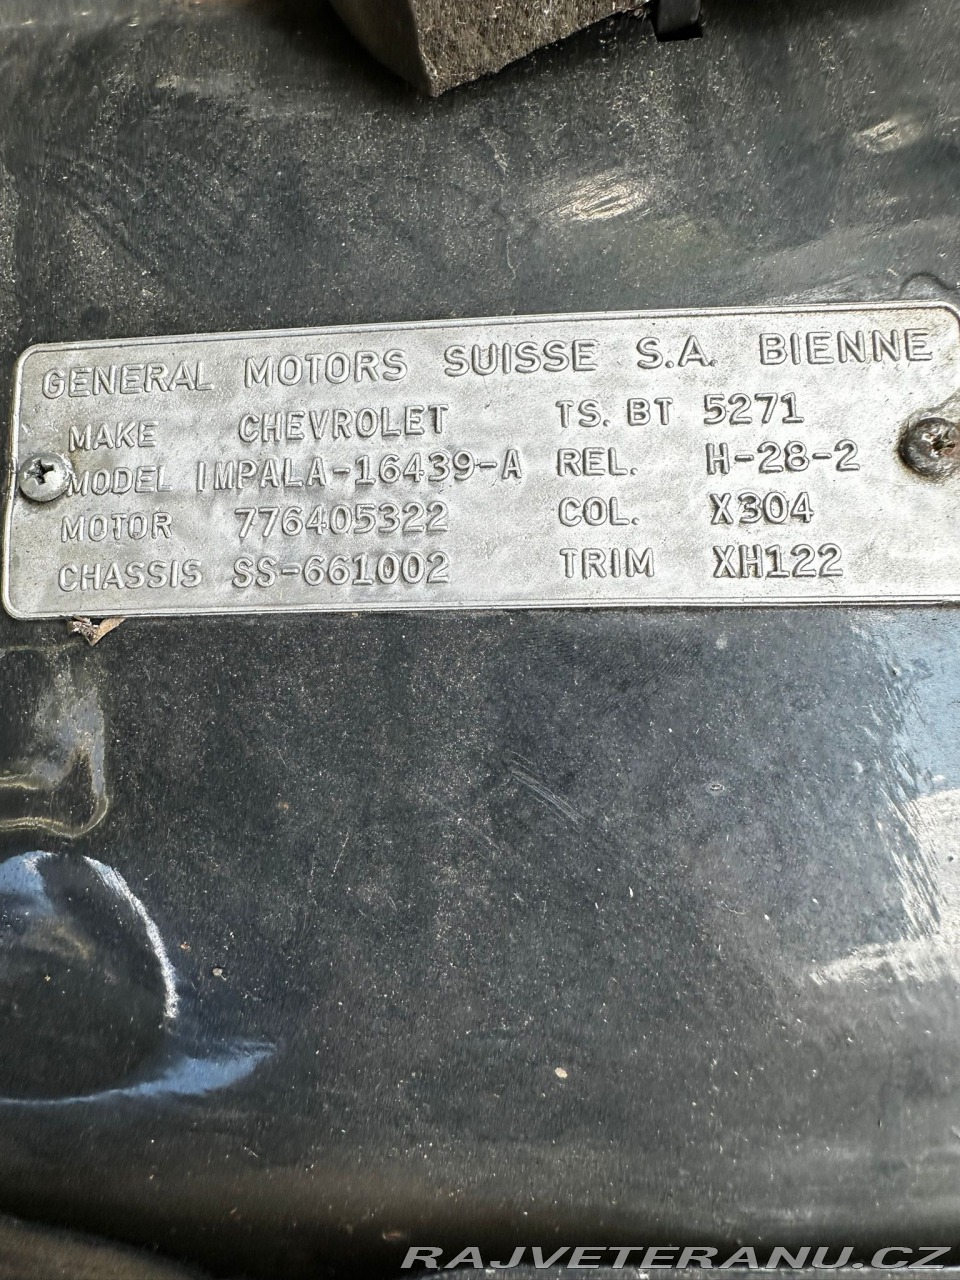 GENERAL MOTORS SUISSE S.A. BIENNE
MAKE CHEVROLET TS. BT 5271
MODEL IMPALA-16439-A REL. H-28-2
MOTOR 776405322 COL. X304
CHASSIS SS-661002 TRIM XH122
RAJVETERANU.CZ